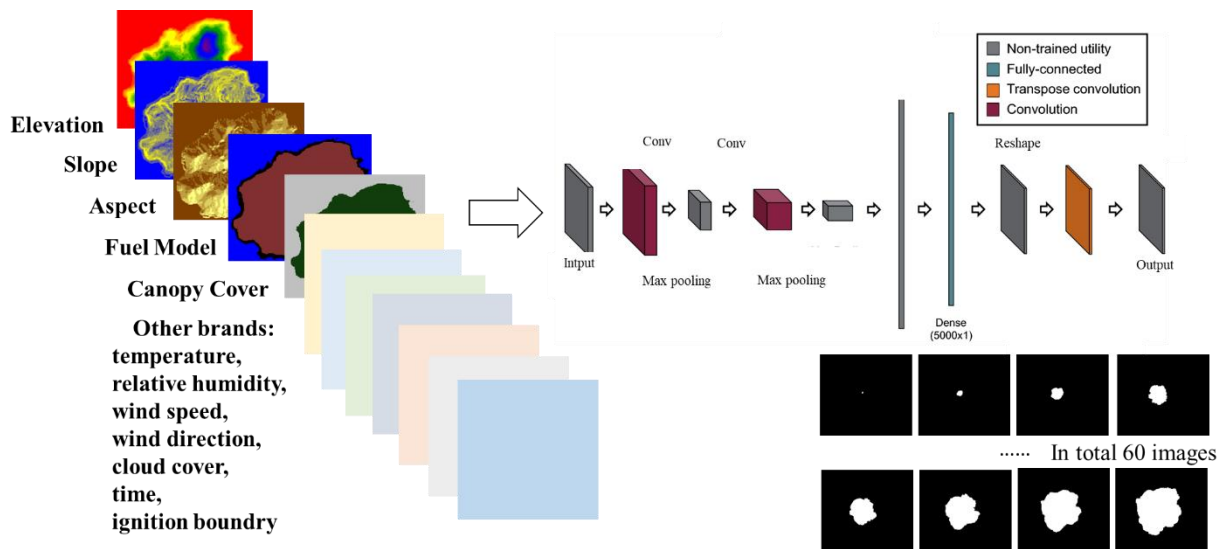 Elevation
Slope
Aspect
Fuel Model
Canopy Cover
Other brands:
temperature,
relative humidity,
wind speed,
wind direction,
cloud cover,
time,
ignition boundry
Non-trained utility
Fully-connected
Transpose convolution
Convolution
Conv
Conv
Reshape
Intput
Max pooling
Max pooling
Output
Dense
(5000x1)
...... In total 60 images